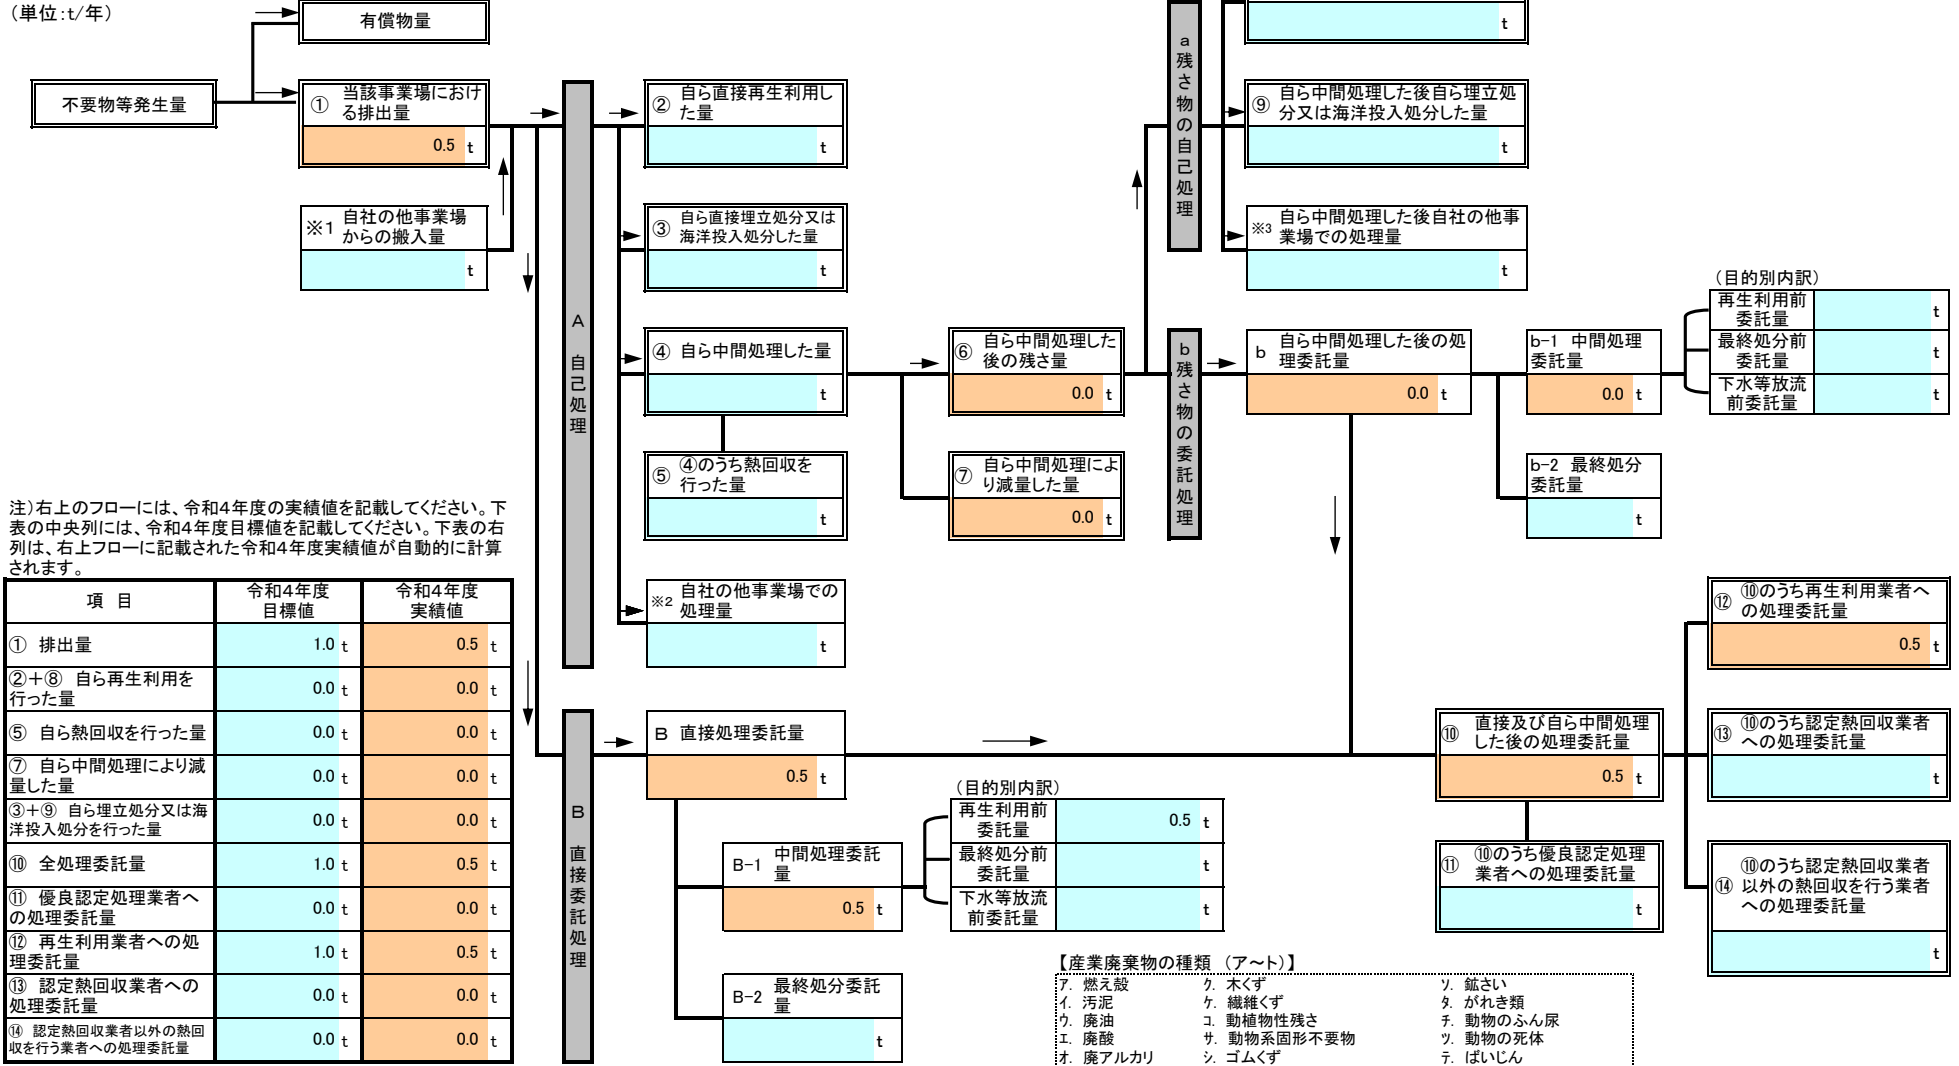 （単位:t/年）
有償物量
不要物等発生量
① 当該事業場におけ
る排出量
0.5 t
※1 自社の他事業場
からの搬入量
t
A 自己処理
② 自ら直接再生利用し
た量
t
③ 自ら直接埋立処分又は
海洋投入処分した量
t
④ 自ら中間処理した量
t
⑤ ④のうち熱回収を
行った量
t
※2 自社の他事業場での
処理量
t
⑥ 自ら中間処理した
後の残さ量
0.0 t
⑦ 自ら中間処理によ
り減量した量
0.0 t
a 残さ物の自己処理
t
⑨ 自ら中間処理した後自ら埋立処
分又は海洋投入処分した量
t
※3 自ら中間処理した後自社の他事
業場での処理量
t
b 残さ物の委託処理
b 自ら中間処理した後の処
理委託量
0.0 t
b-1 中間処理
委託量
0.0 t
b-2 最終処分
委託量
t
（目的別内訳）
再生利用前
委託量 t
最終処分前
委託量 t
下水等放流
前委託量 t
注）右上のフローには、令和4年度の実績値を記載してください。下
表の中央列には、令和4年度目標値を記載してください。下表の右
列は、右上フローに記載された令和4年度実績値が自動的に計算
されます。
項 目 令和4年度 目標値 令和4年度 実績値
① 排出量 1.0 t 0.5 t
②＋⑧ 自ら再生利用を
行った量 0.0 t 0.0 t
⑤ 自ら熱回収を行った量 0.0 t 0.0 t
⑦ 自ら中間処理により減
量した量 0.0 t 0.0 t
③＋⑨ 自ら埋立処分又は海
洋投入処分を行った量 0.0 t 0.0 t
⑩ 全処理委託量 1.0 t 0.5 t
⑪ 優良認定処理業者へ
の処理委託量 0.0 t 0.0 t
⑫ 再生利用業者への処
理委託量 1.0 t 0.5 t
⑬ 認定熱回収業者への
処理委託量 0.0 t 0.0 t
⑭ 認定熱回収業者以外の熱回
収を行う業者への処理委託量 0.0 t 0.0 t
B 直接委託処理
B 直接処理委託量
0.5 t
B-1 中間処理委託
量
0.5 t
B-2 最終処分委託
量
t
（目的別内訳）
再生利用前
委託量 0.5 t
最終処分前
委託量 t
下水等放流
前委託量 t
⑩ 直接及び自ら中間処理
した後の処理委託量
0.5 t
⑪ ⑩のうち優良認定処理
業者への処理委託量
t
⑫ ⑩のうち再生利用業者へ
の処理委託量
0.5 t
⑬ ⑩のうち認定熱回収業者
への処理委託量
t
⑭ ⑩のうち認定熱回収業者
以外の熱回収を行う業者
への処理委託量
t
【産業廃棄物の種類 （ア～ト）】
ア. 燃え殻 ク. 木くず ソ. 鉱さい
イ. 汚泥 ケ. 繊維くず タ. がれき類
ウ. 廃油 コ. 動植物性残さ チ. 動物のふん尿
エ. 廃酸 サ. 動物系固形不要物 ツ. 動物の死体
オ. 廃アルカリ シ. ゴムくず テ. ばいじん